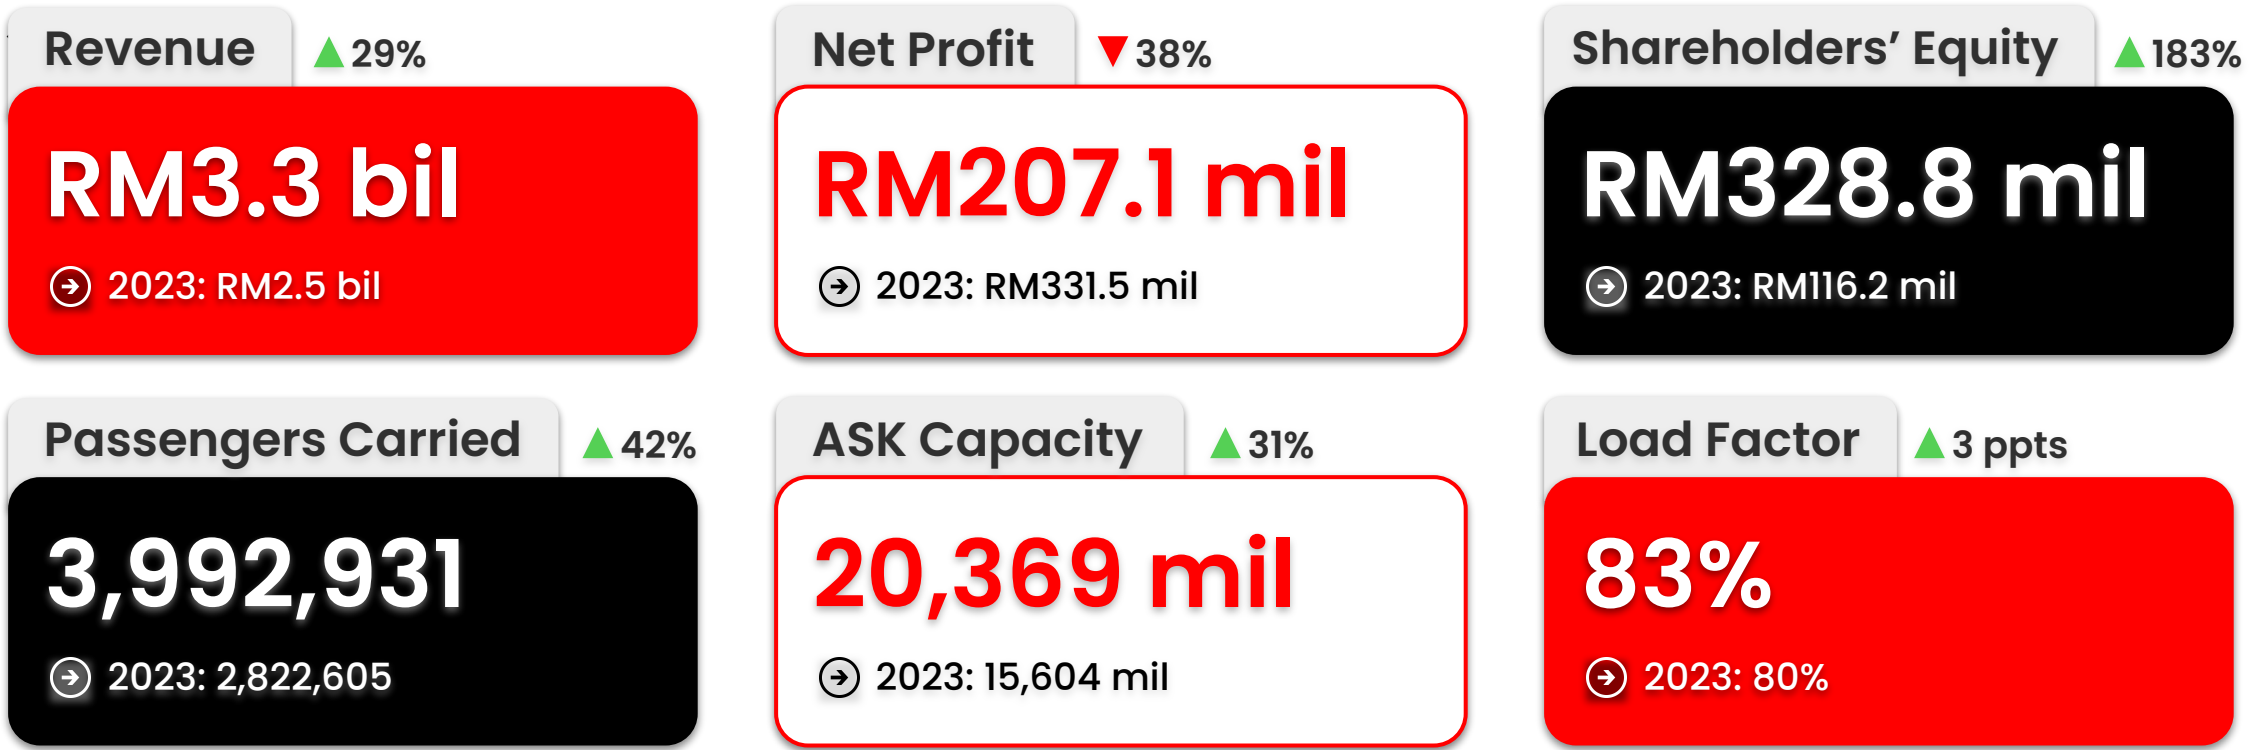 Revenue ▲ 29%
RM3.3 bil
2023: RM2.5 bil
Net Profit ▼ 38%
RM207.1 mil
2023: RM331.5 mil
Shareholders’ Equity ▲ 183%
RM328.8 mil
2023: RM116.2 mil
Passengers Carried ▲ 42%
3,992,931
2023: 2,822,605
ASK Capacity ▲ 31%
20,369 mil
2023: 15,604 mil
Load Factor ▲ 3 ppts
83%
2023: 80%